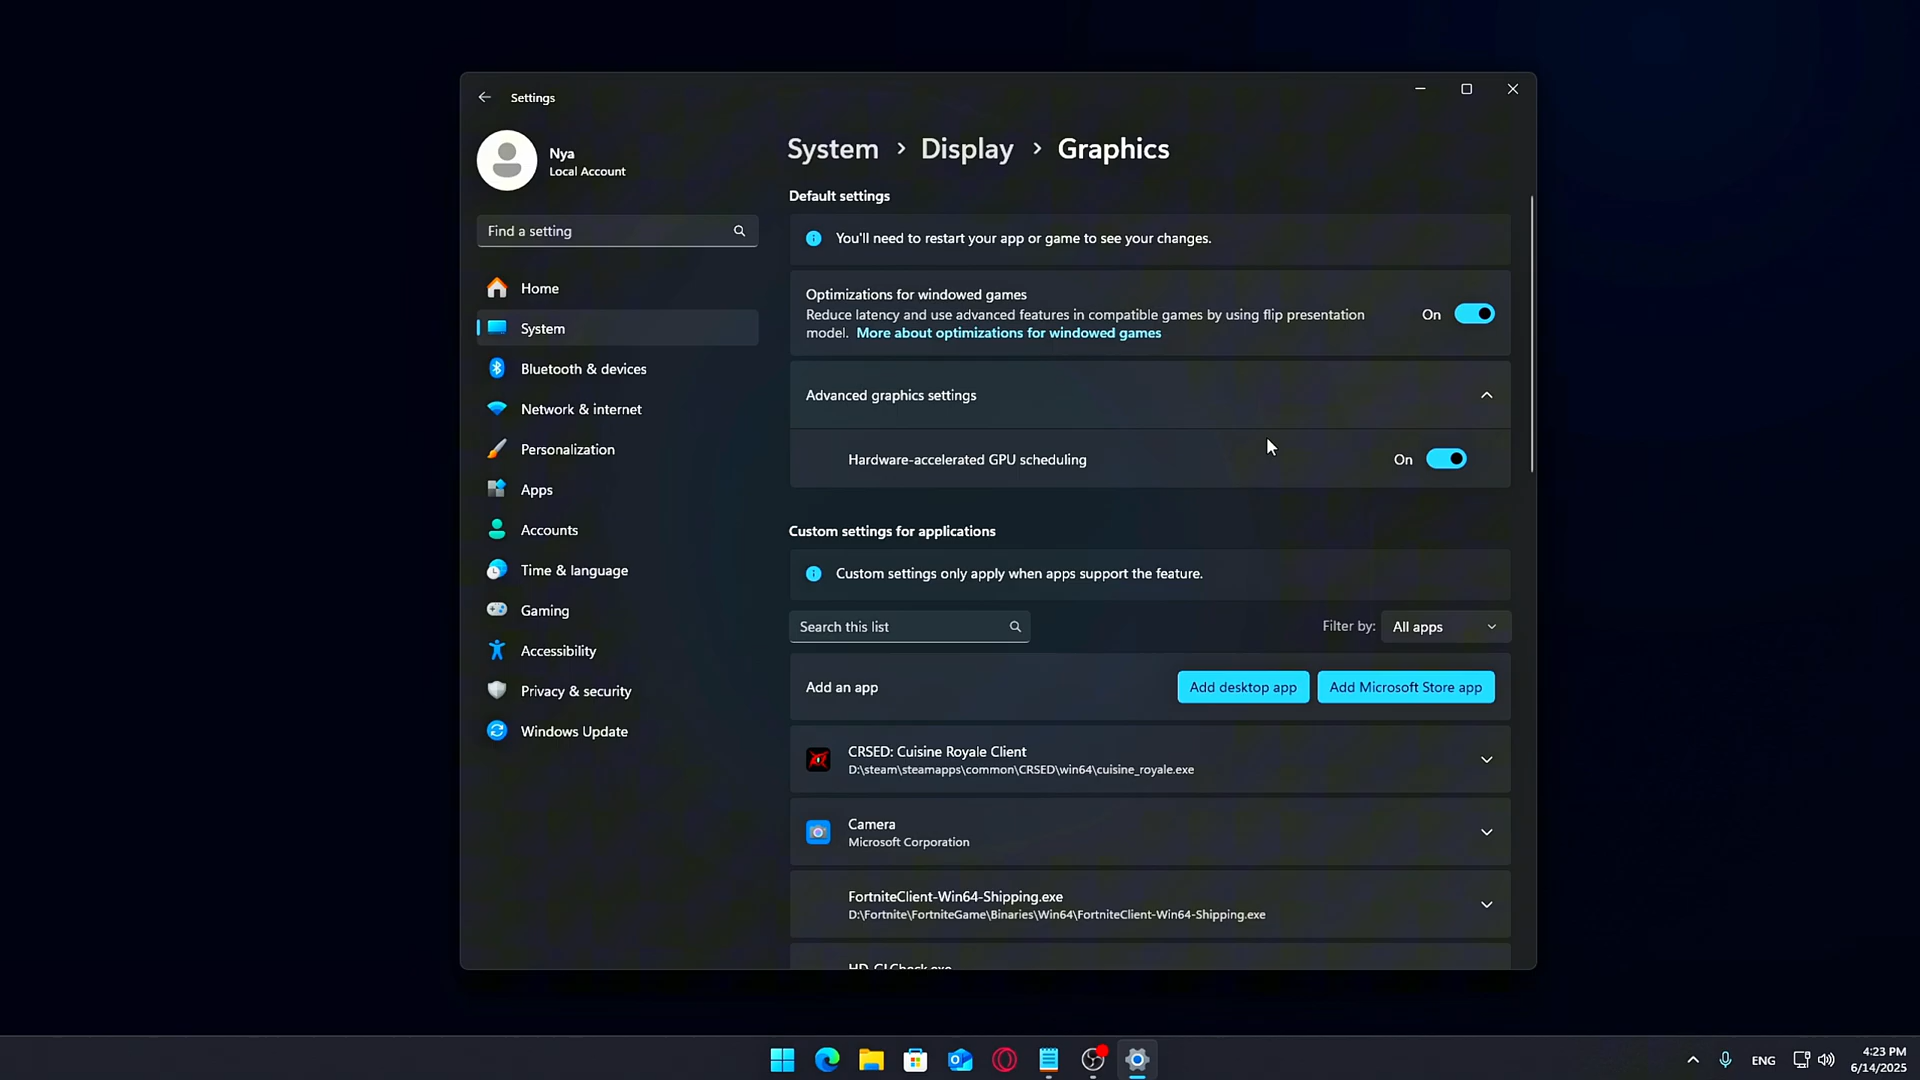 Settings
Nya
Local Account
Find a setting
Home
System
Bluetooth & devices
Network & internet
Personalization
Apps
Accounts
Time & language
Gaming
Accessibility
Privacy & security
Windows Update
System > Display > Graphics
Default settings
You'll need to restart your app or game to see your changes.
Optimizations for windowed games
Reduce latency and use advanced features in compatible games by using flip presentation
model. More about optimizations for windowed games
On
Advanced graphics settings
Hardware-accelerated GPU scheduling
On
Custom settings for applications
Custom settings only apply when apps support the feature.
Search this list
Filter by: All apps
Add an app
Add desktop app
Add Microsoft Store app
CRSED: Cuisine Royale Client
D:\steam\steamapps\common\CRSED\win64\cuisine_royale.exe
Camera
Microsoft Corporation
FortniteClient-Win64-Shipping.exe
D:\Fortnite\FortniteGame\Binaries\Win64\FortniteClient-Win64-Shipping.exe
ENG
4:23 PM
6/14/2025